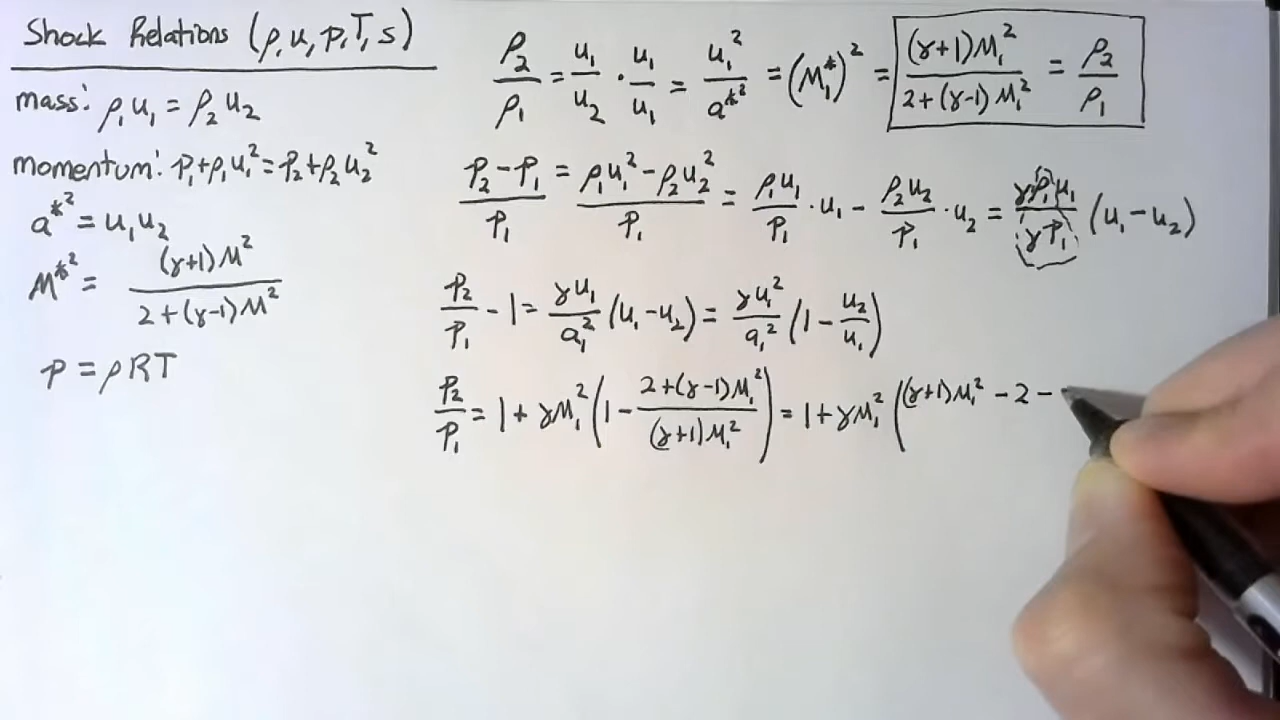 Shock Relations (ρ, u, p, T, s)
mass: ρ₁u₁ = ρ₂u₂
momentum: p₁+ρ₁u₁² = p₂+ρ₂u₂²
a*² = u₁u₂
M*² = (γ+1)M² / 2+(γ-1)M²
p = ρRT
ρ₂/ρ₁ = u₁/u₂ · u₁/u₁ = u₁²/a*² = (M₁*)² = (γ+1)M₁² / 2+(γ-1)M₁² = ρ₂/ρ₁
p₂-p₁/p₁ = ρ₁u₁²-ρ₂u₂²/p₁ = ρ₁u₁/p₁ · u₁ - ρ₂u₂/p₁ · u₂ = γρ₁u₁/γp₁ (u₁-u₂)
p₂/p₁ - 1 = γu₁/a₁² (u₁-u₂) = γu₁²/a₁² (1 - u₂/u₁)
p₂/p₁ = 1 + γM₁² (1 - 2+(γ-1)M₁² / (γ+1)M₁²) = 1 + γM₁² ((γ+1)M₁² - 2 -